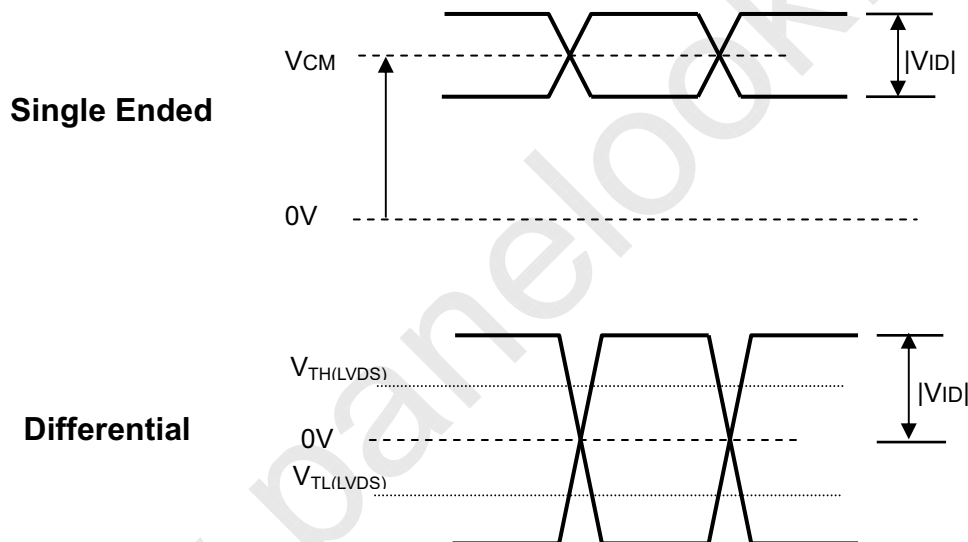 VCM
|VID|
Single Ended
0V
VTH(LVDS)
|VID|
Differential
0V
VTL(LVDS)
panelook.